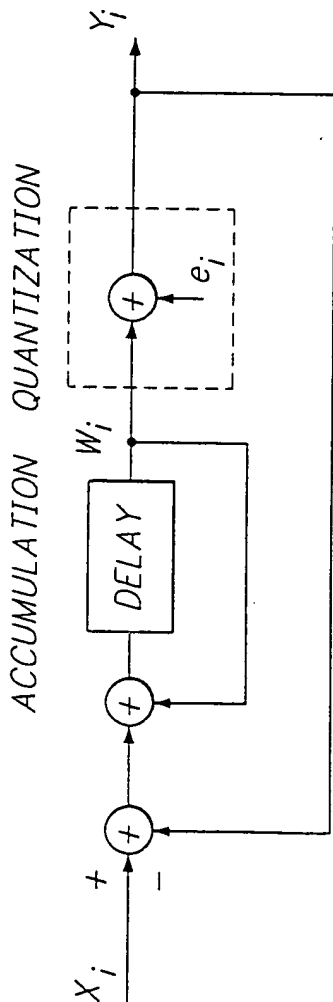 ACCUMULATION QUANTIZATION
X_i
+
−
+
+
DELAY
W_i
+
e_i
Y_i